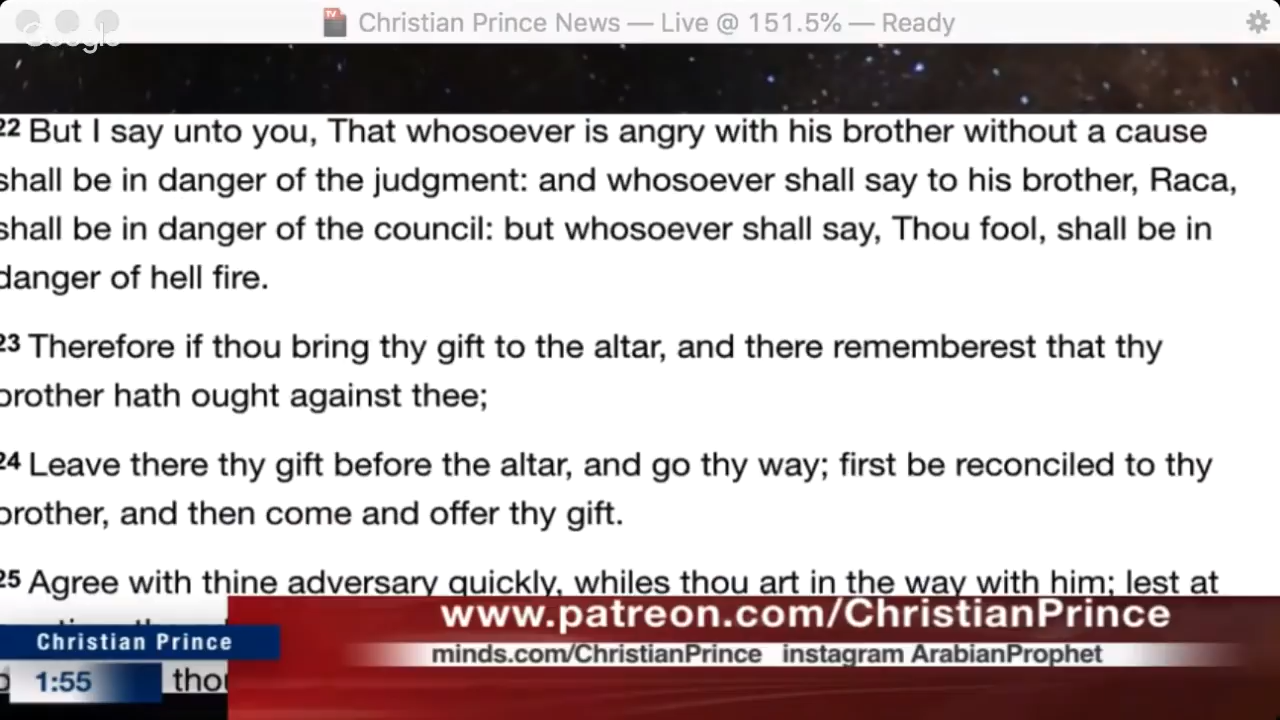 Christian Prince News — Live @ 151.5% — Ready
Google
22 But I say unto you, That whosoever is angry with his brother without a cause
shall be in danger of the judgment: and whosoever shall say to his brother, Raca,
shall be in danger of the council: but whosoever shall say, Thou fool, shall be in
danger of hell fire.
23 Therefore if thou bring thy gift to the altar, and there rememberest that thy
brother hath ought against thee;
24 Leave there thy gift before the altar, and go thy way; first be reconciled to thy
brother, and then come and offer thy gift.
25 Agree with thine adversary quickly, whiles thou art in the way with him; lest at
www.patreon.com/ChristianPrince
Christian Prince
minds.com/ChristianPrince instagram ArabianProphet
1:55